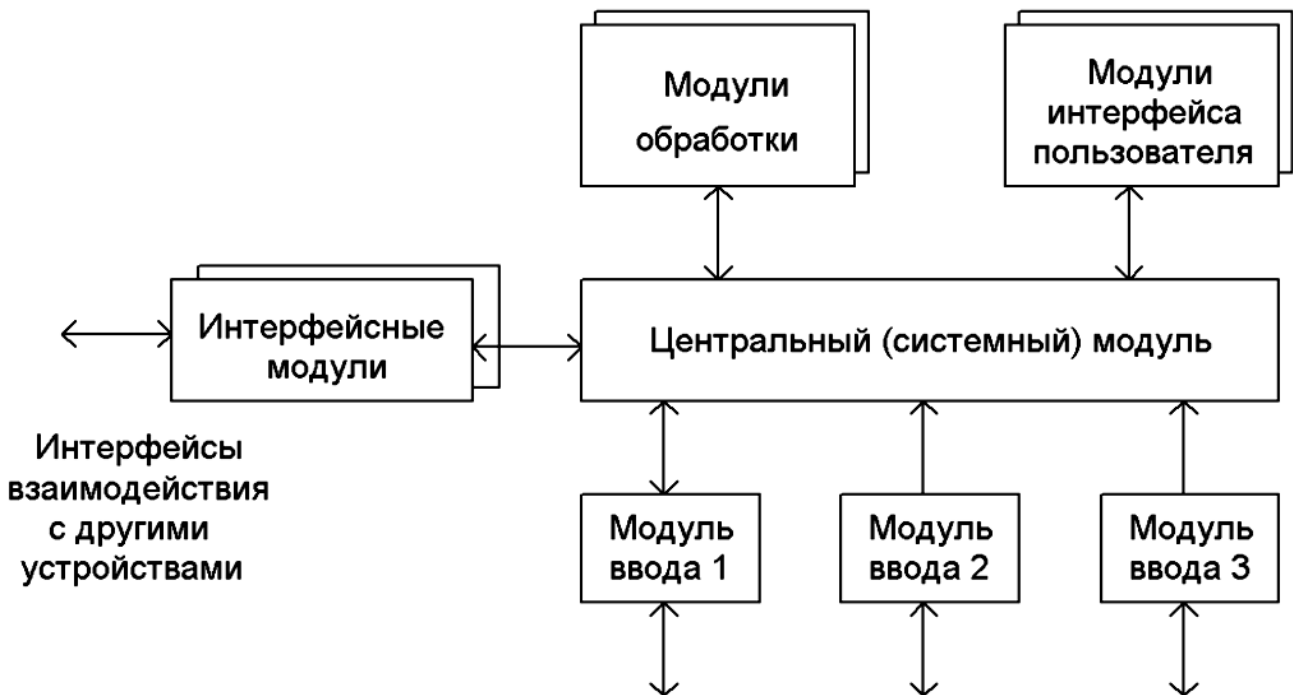 Модули
обработки
Модули
интерфейса
пользователя
Интерфейсные
модули
Центральный (системный) модуль
Интерфейсы
взаимодействия
с другими
устройствами
Модуль
ввода 1
Модуль
ввода 2
Модуль
ввода 3